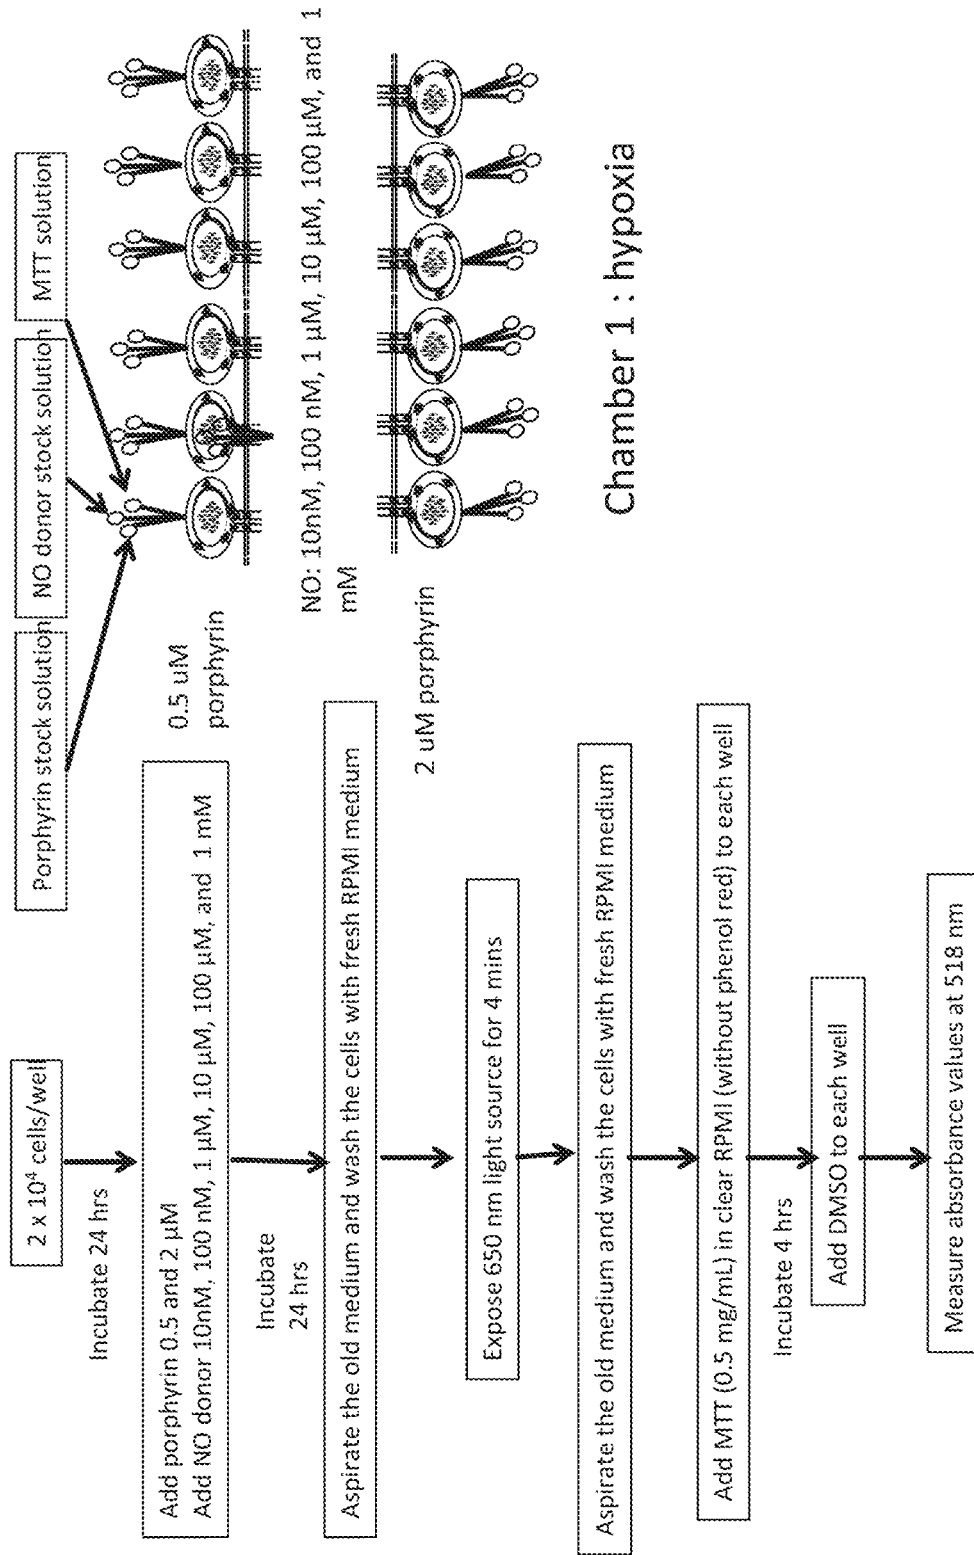 2 x 10⁴ cells/well
Incubate 24 hrs
Add porphyrin 0.5 and 2 µM
Add NO donor 10nM, 100 nM, 1 µM, 10 µM, 100 µM, and 1 mM
Incubate
24 hrs
Aspirate the old medium and wash the cells with fresh RPMI medium
Expose 650 nm light source for 4 mins
Aspirate the old medium and wash the cells with fresh RPMI medium
Add MTT (0.5 mg/mL) in clear RPMI (without phenol red) to each well
Incubate 4 hrs
Add DMSO to each well
Measure absorbance values at 518 nm
Porphyrin stock solution
NO donor stock solution
MTT solution
0.5 uM
porphyrin
NO: 10nM, 100 nM, 1 µM, 10 µM, 100 µM, and 1
mM
2 uM porphyrin
Chamber 1 : hypoxia